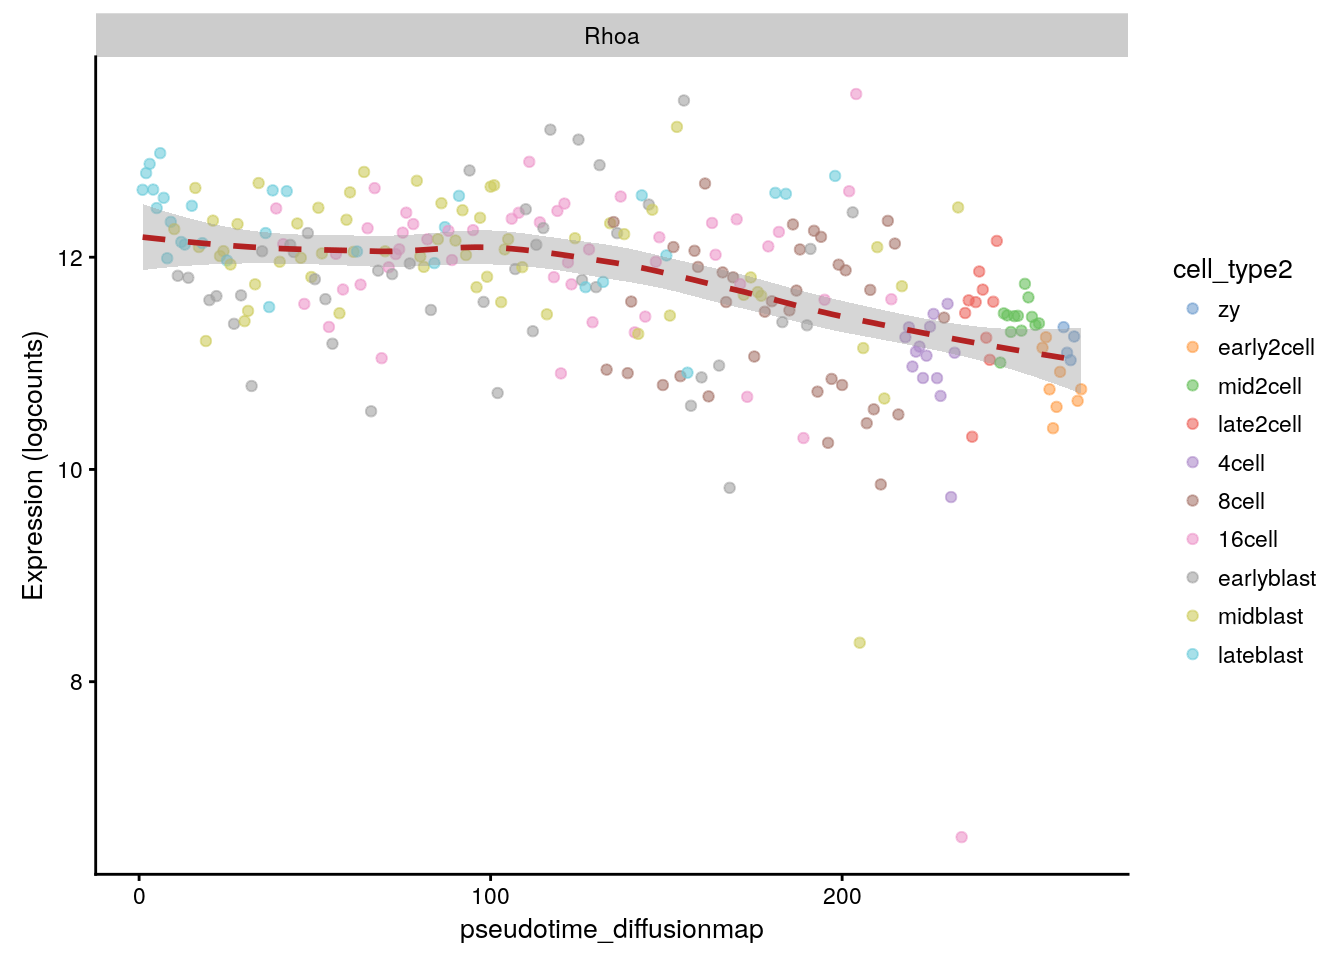 Rhoa
Expression (logcounts)
12
10
8
0
100
200
pseudotime_diffusionmap
cell_type2
zy
early2cell
mid2cell
late2cell
4cell
8cell
16cell
earlyblast
midblast
lateblast